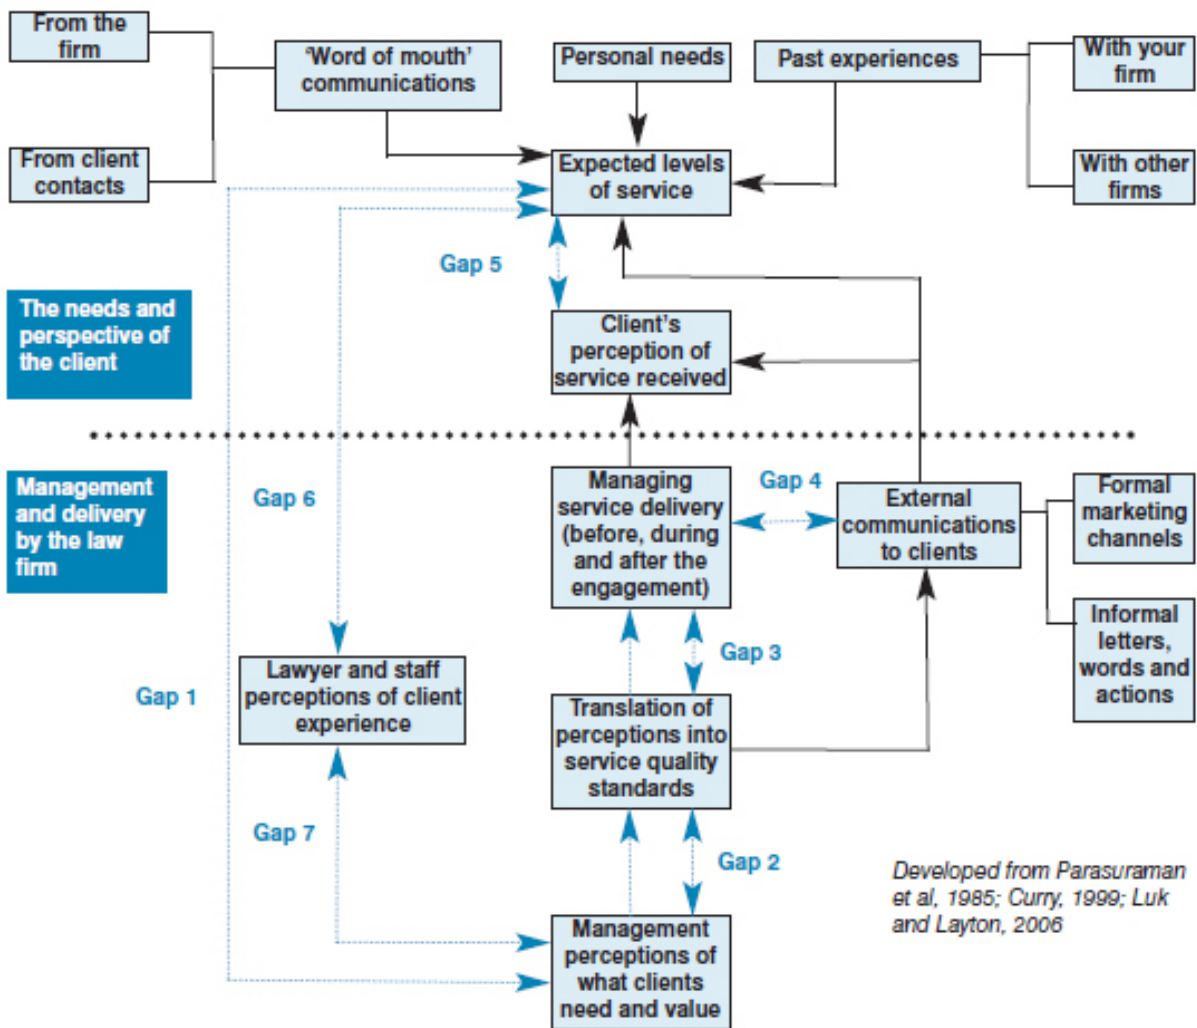 From the
firm
'Word of mouth'
communications
Personal needs
Past experiences
With your
firm
From client
contacts
Expected levels
of service
With other
firms
Gap 5
The needs and
perspective of
the client
Client's
perception of
service received
Management
and delivery
by the law
firm
Gap 6
Managing
service delivery
(before, during
and after the
engagement)
Gap 4
External
communications
to clients
Formal
marketing
channels
Informal
letters,
words and
actions
Gap 3
Gap 1
Lawyer and staff
perceptions of client
experience
Translation of
perceptions into
service quality
standards
Gap 7
Gap 2
Developed from Parasuraman
et al, 1985; Curry, 1999; Luk
and Layton, 2006
Management
perceptions of
what clients
need and value